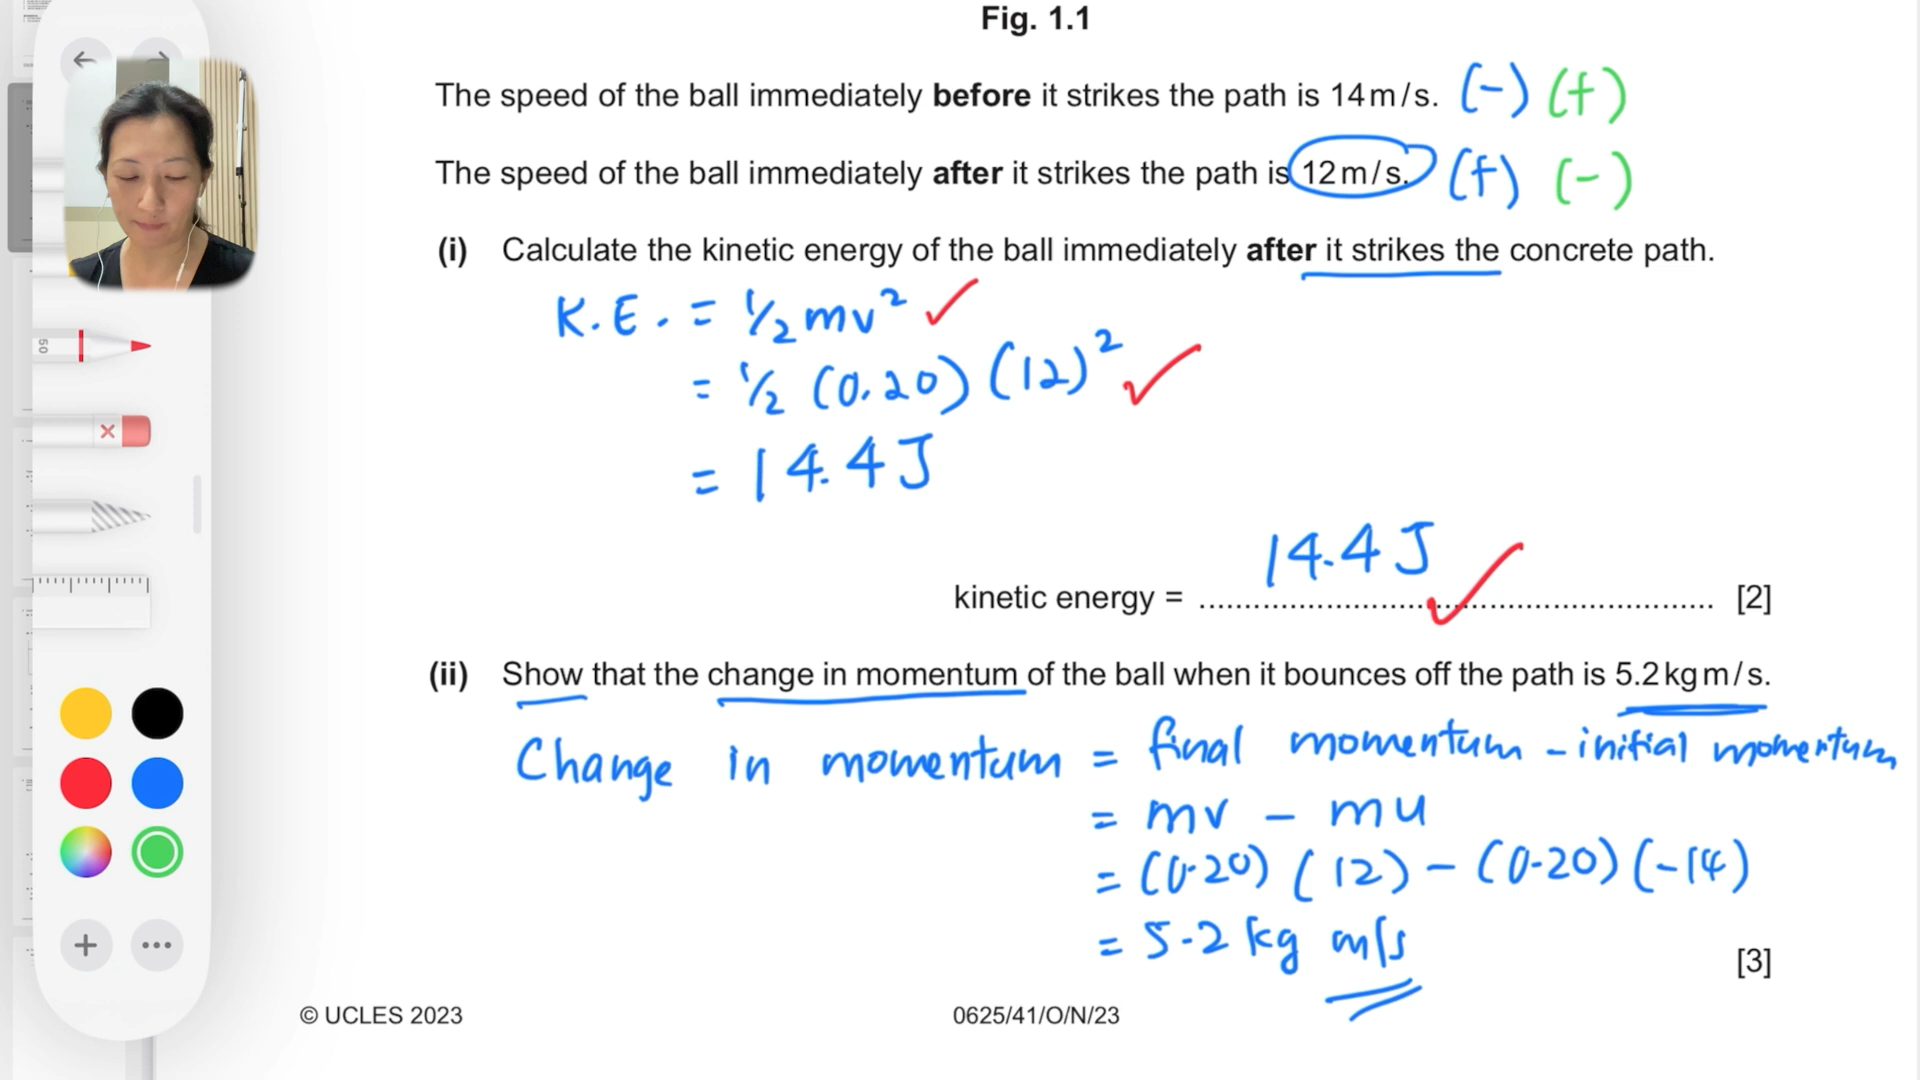 Fig. 1.1
The speed of the ball immediately before it strikes the path is 14 m/s. (-) (+)
The speed of the ball immediately after it strikes the path is 12 m/s. (+) (-)
(i) Calculate the kinetic energy of the ball immediately after it strikes the concrete path.
K.E. = 1/2 mv²
= 1/2 (0.20) (12)²
= 14.4 J
14.4 J
kinetic energy = ........................................ [2]
(ii) Show that the change in momentum of the ball when it bounces off the path is 5.2 kg m/s.
Change in momentum = final momentum - initial momentum
= mv - mu
= (0.20) (12) - (0.20) (-14)
= 5.2 kg m/s
[3]
© UCLES 2023
0625/41/O/N/23
50